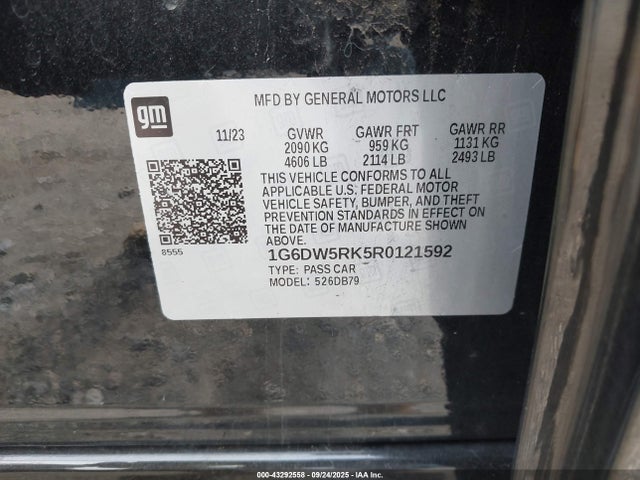 gm
MFD BY GENERAL MOTORS LLC
11/23 GVWR GAWR FRT GAWR RR
2090 KG 959 KG 1131 KG
4606 LB 2114 LB 2493 LB
THIS VEHICLE CONFORMS TO ALL
APPLICABLE U.S. FEDERAL MOTOR
VEHICLE SAFETY, BUMPER, AND THEFT
PREVENTION STANDARDS IN EFFECT ON
THE DATE OF MANUFACTURE SHOWN
ABOVE.
8555
1G6DW5RK5R0121592
TYPE: PASS CAR
MODEL: 526DB79
000-43292558 - 09/24/2025 - IAA, Inc.